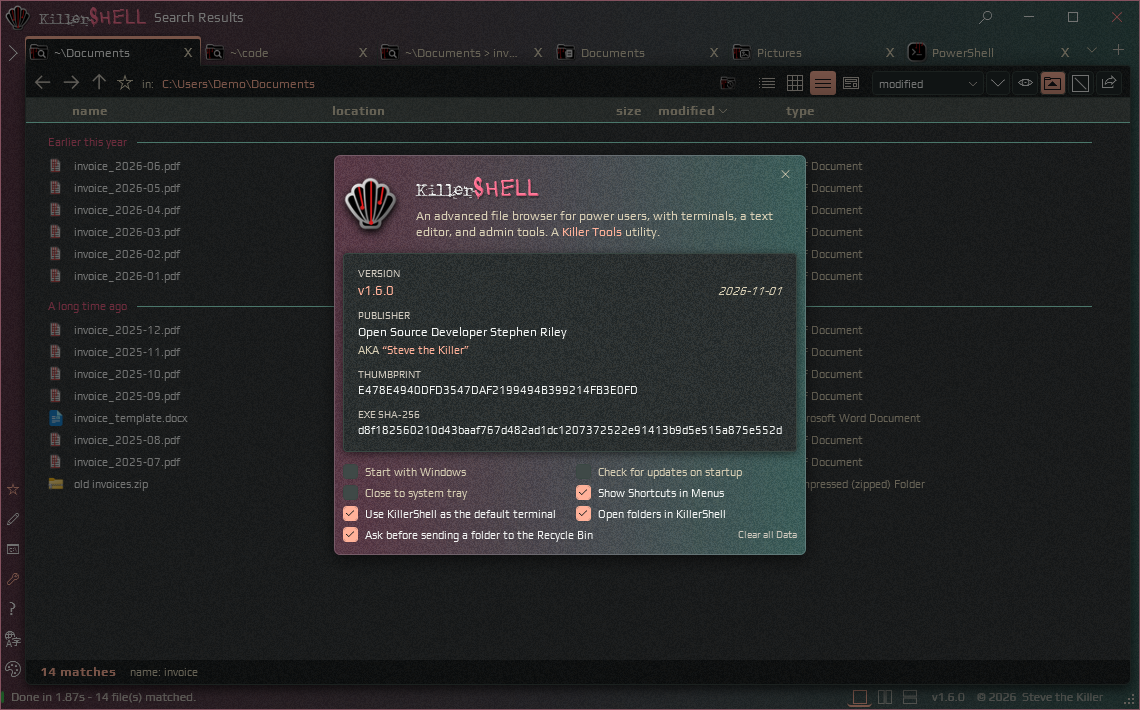 Killer$HELL Search Results
~\Documents X ~\code X ~\Documents > inv... X Documents X Pictures X PowerShell X
in: C:\Users\Demo\Documents modified
name location size modified type
Earlier this year
invoice_2026-06.pdf f Document
invoice_2026-05.pdf f Document
invoice_2026-04.pdf f Document
invoice_2026-03.pdf f Document
invoice_2026-02.pdf f Document
invoice_2026-01.pdf f Document
A long time ago
invoice_2025-12.pdf f Document
invoice_2025-11.pdf f Document
invoice_2025-10.pdf f Document
invoice_2025-09.pdf f Document
invoice_template.docx rosoft Word Document
invoice_2025-08.pdf f Document
invoice_2025-07.pdf f Document
old invoices.zip mpressed (zipped) Folder
Killer$HELL
An advanced file browser for power users, with terminals, a text
editor, and admin tools. A Killer Tools utility.
VERSION
v1.6.0 2026-11-01
PUBLISHER
Open Source Developer Stephen Riley
AKA “Steve the Killer”
THUMBPRINT
E478E4940DFD3547DAF2199494B399214FB3E0FD
EXE SHA-256
d8f182560210d43baaf767d482ad1dc1207372522e91413b9d5e515a875e552d
Start with Windows Check for updates on startup
Close to system tray Show Shortcuts in Menus
Use KillerShell as the default terminal Open folders in KillerShell
Ask before sending a folder to the Recycle Bin Clear all Data
14 matches name: invoice
Done in 1.87s - 14 file(s) matched. v1.6.0 © 2026 Steve the Killer